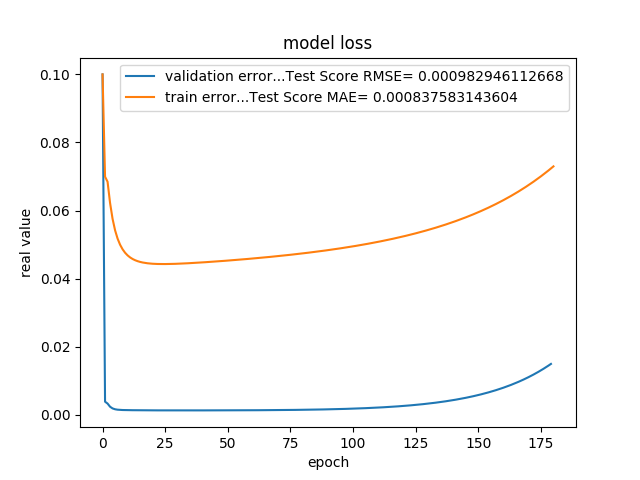 model loss
validation error...Test Score RMSE= 0.000982946112668
train error...Test Score MAE= 0.000837583143604
0.10
0.08
0.06
0.04
0.02
0.00
real value
0 25 50 75 100 125 150 175
epoch